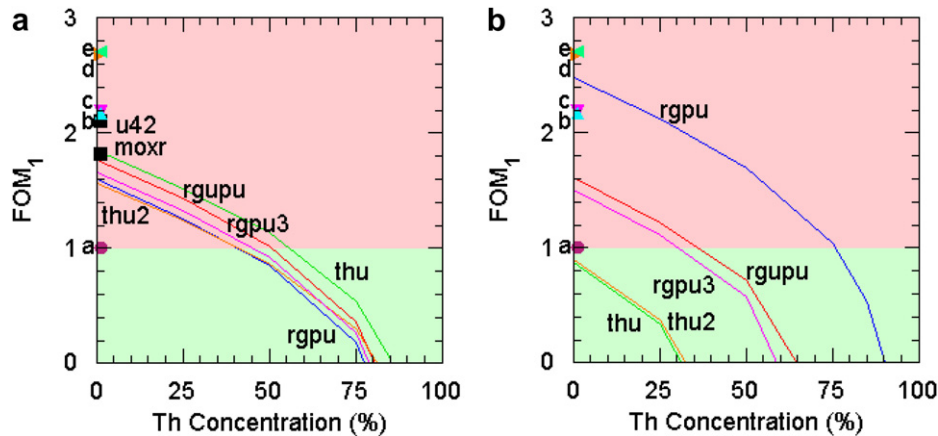 a
b
3
3
e
e
d
d
c
c
b
b
u42
rgpu
2
2
moxr
FOM1
FOM1
rgupu
thu2
rgpu3
1
a
1
a
thu
rgpu3
rgupu
thu
thu2
rgpu
0
0
0 25 50 75 100
0 25 50 75 100
Th Concentration (%)
Th Concentration (%)